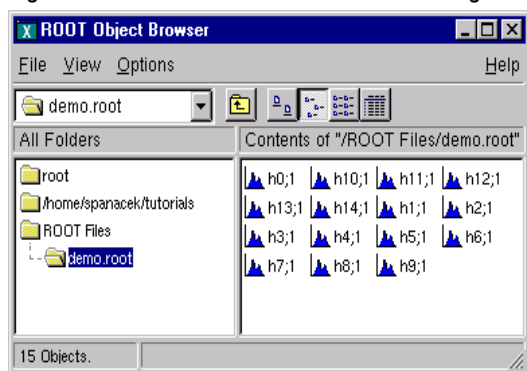 ROOT Object Browser
File View Options Help
demo.root
All Folders
Contents of "/ROOT Files/demo.root"
root
/home/spanacek/tutorials
ROOT Files
demo.root
h0;1 h10;1 h11;1 h12;1
h13;1 h14;1 h1;1 h2;1
h3;1 h4;1 h5;1 h6;1
h7;1 h8;1 h9;1
15 Objects.